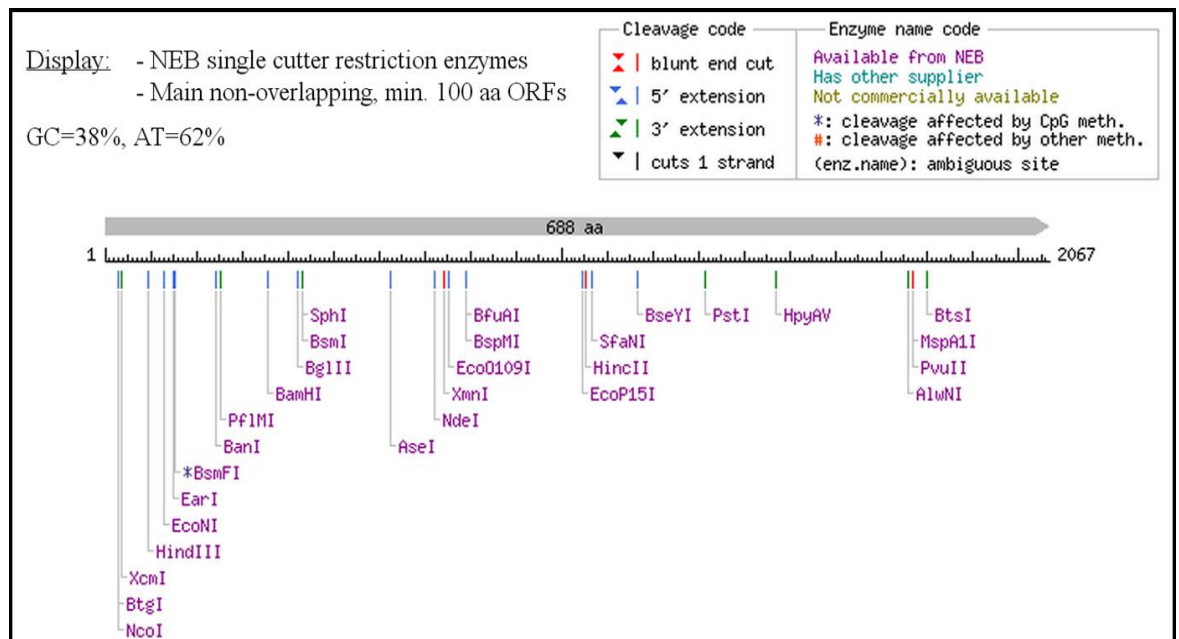 Display: - NEB single cutter restriction enzymes
- Main non-overlapping, min. 100 aa ORFs
GC=38%, AT=62%
Cleavage code
blunt end cut
5′ extension
3′ extension
cuts 1 strand
Enzyme name code
Available from NEB
Has other supplier
Not commercially available
*: cleavage affected by CpG meth.
#: cleavage affected by other meth.
(enz.name): ambiguous site
688 aa
1 2067
SphI BfuAI BseYI PstI HpyAV BtsI
BsmI BspMI SfaNI MspA1I
BglII EcoO109I HincII PvuII
BamHI XmnI EcoP15I AlwNI
PflMI NdeI
BanI AseI
*BsmFI
EarI
EcoNI
HindIII
XcmI
BtgI
NcoI